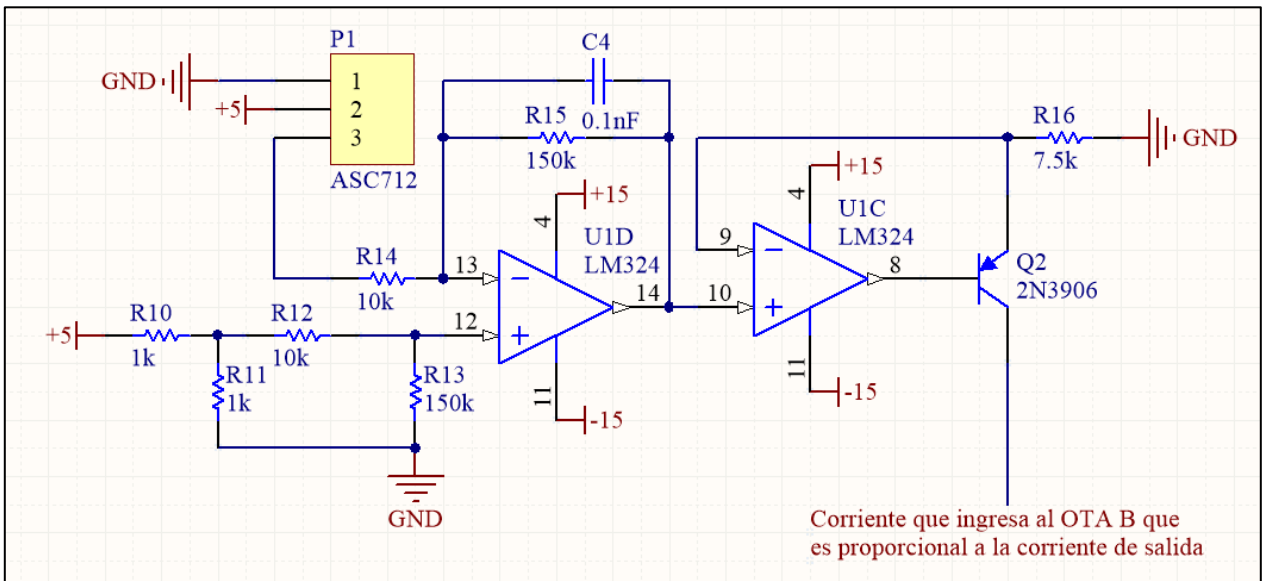 P1
C4
GND
1
+5
2
3
R15
0.1nF
150k
R16
7.5k
GND
ASC712
+15
+15
4
4
U1D
LM324
U1C
LM324
R14
10k
13
14
9
10
8
Q2
2N3906
+5
R10
1k
R12
10k
12
R11
1k
R13
150k
11
-15
11
-15
GND
Corriente que ingresa al OTA B que
es proporcional a la corriente de salida